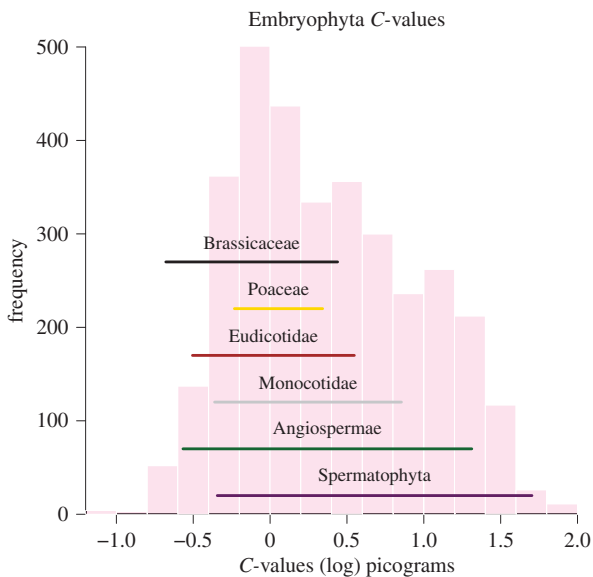 Embryophyta C-values
500
400
300
200
100
0
frequency
Brassicaceae
Poaceae
Eudicotidae
Monocotidae
Angiospermae
Spermatophyta
−1.0 −0.5 0 0.5 1.0 1.5 2.0
C-values (log) picograms